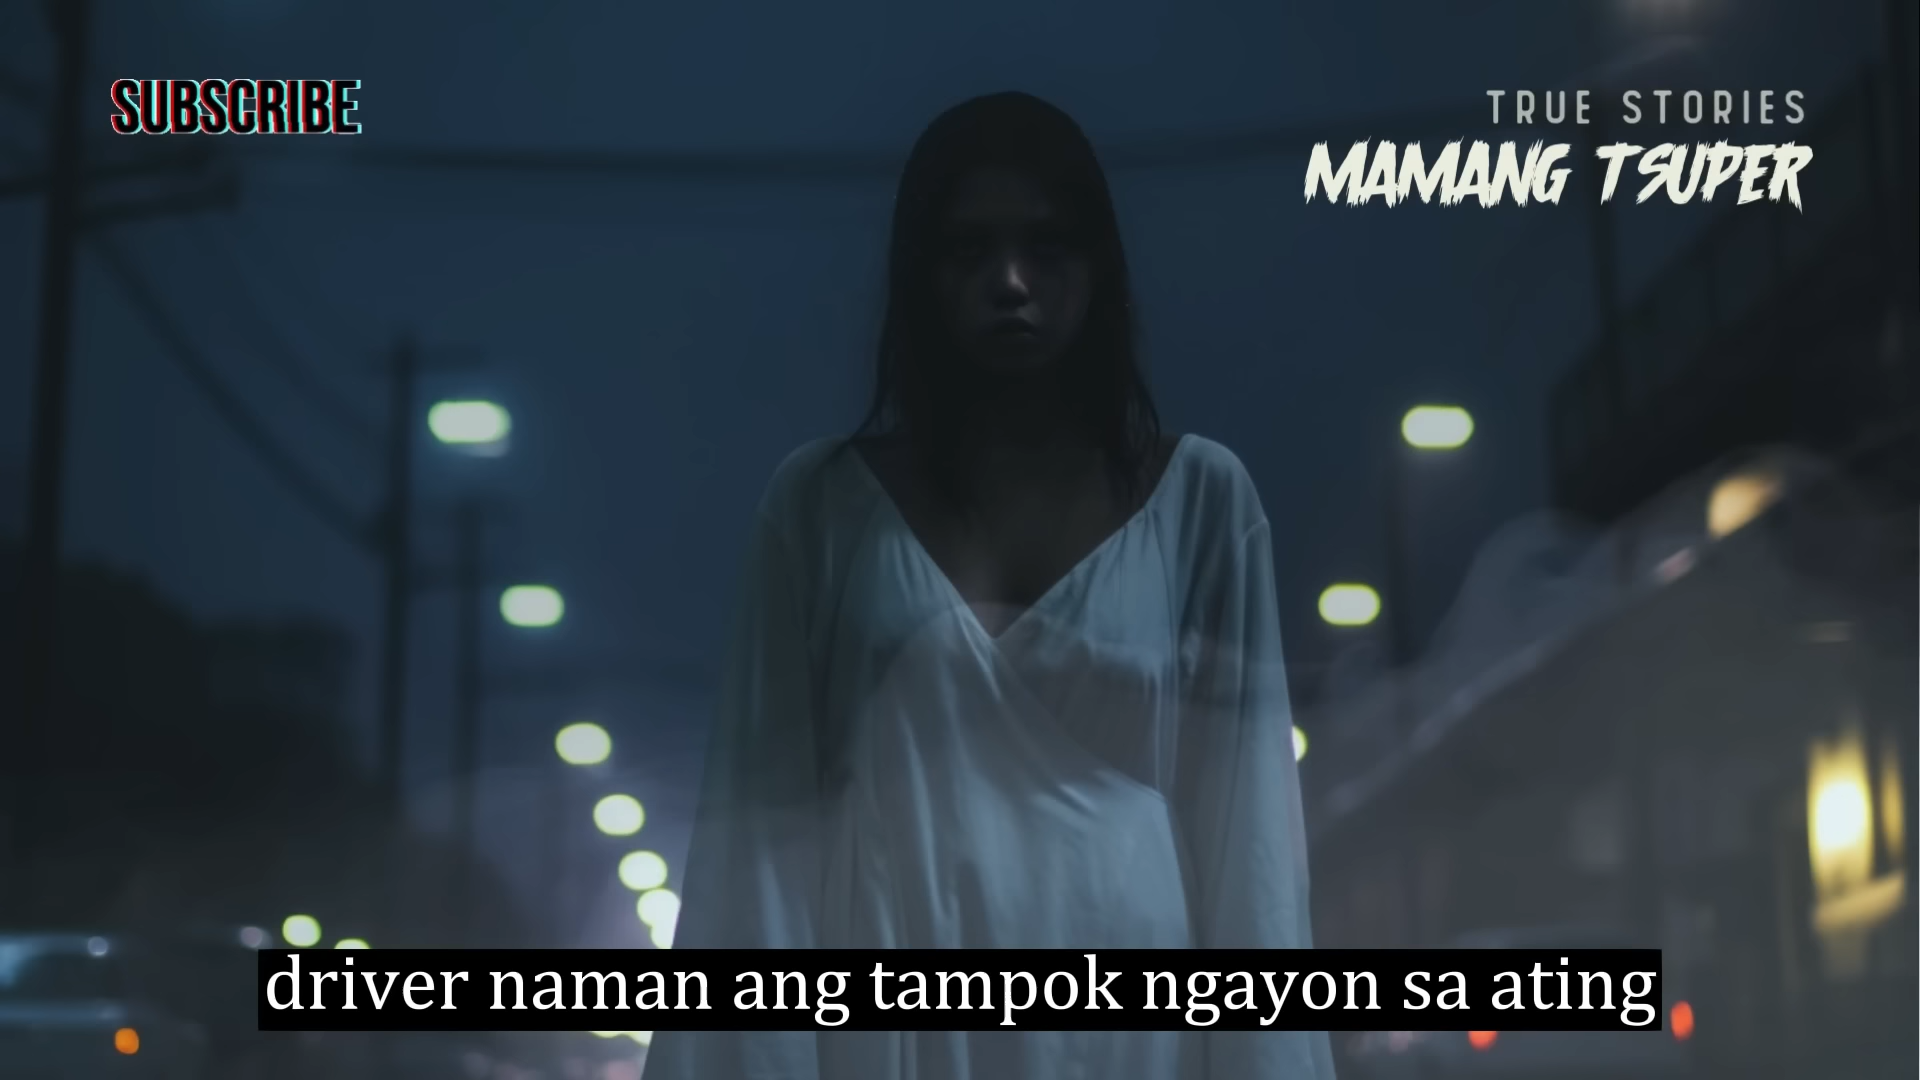 SUBSCRIBE
TRUE STORIES
MAMANG TSUPER
driver naman ang tampok ngayon sa ating